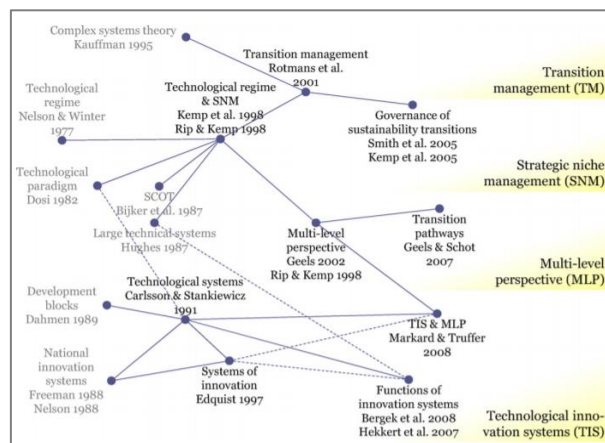 Complex systems theory
Kauffman 1995
Transition management
Rotmans et al.
2001
Technological
regime
Nelson & Winter
1977
Technological regime
& SNM
Kemp et al. 1998
Rip & Kemp 1998
Transition
management (TM)
Governance of
sustainability transitions
Smith et al. 2005
Kemp et al. 2005
Technological
paradigm
Dosi 1982
SCOT
Bijker et al. 1987
Large technical systems
Hughes 1987
Strategic niche
management (SNM)
Multi-level
perspective
Geels 2002
Rip & Kemp 1998
Transition
pathways
Geels & Schot
2007
Multi-level
perspective (MLP)
Technological systems
Carlsson & Stankiewicz
1991
Development
blocks
Dahmen 1989
TIS & MLP
Markard & Truffer
2008
National
innovation
systems
Freeman 1988
Nelson 1988
Systems of
innovation
Edquist 1997
Functions of
innovation systems
Bergek et al. 2008
Hekkert et al. 2007
Technological inno-
vation systems (TIS)